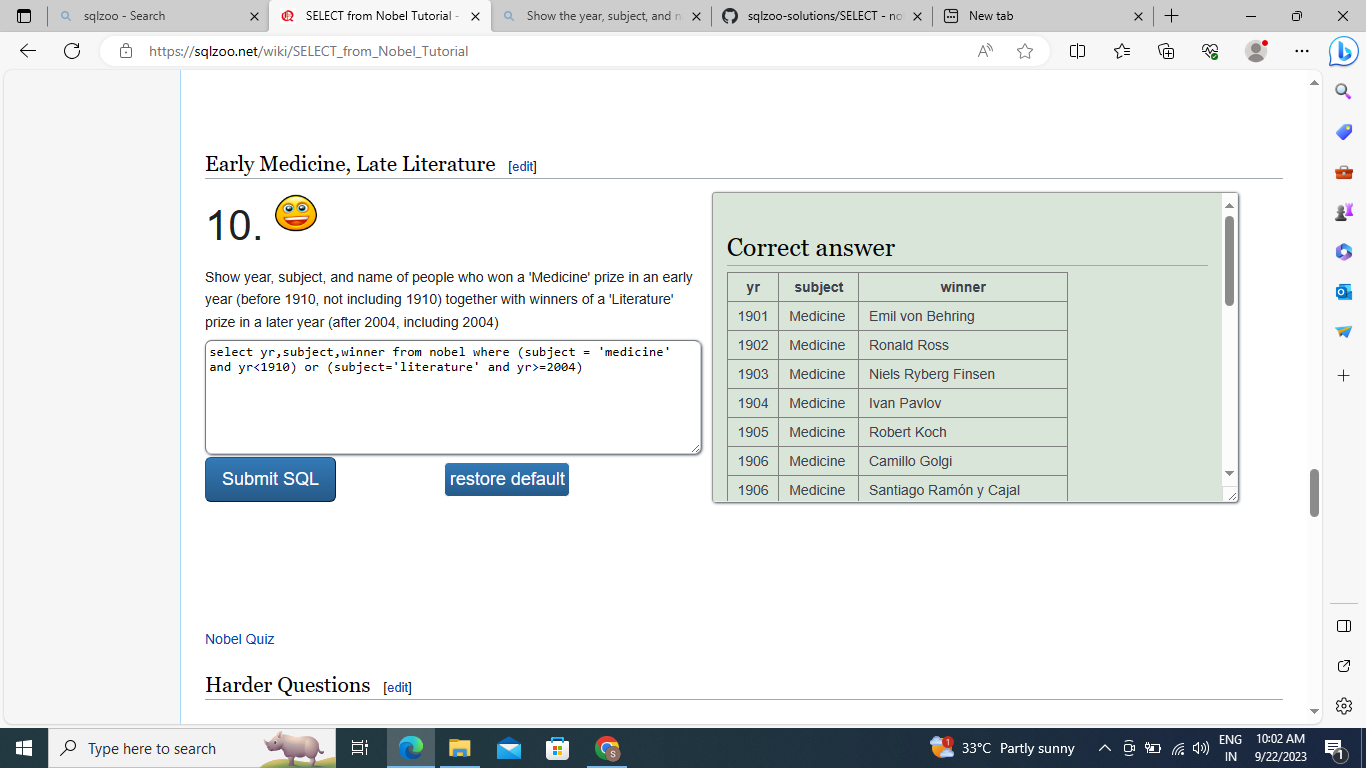 sqlzoo - Search
SELECT from Nobel Tutorial -
Show the year, subject, and n
sqlzoo-solutions/SELECT - no
New tab
https://sqlzoo.net/wiki/SELECT_from_Nobel_Tutorial
Early Medicine, Late Literature [edit]
10.
Show year, subject, and name of people who won a 'Medicine' prize in an early
year (before 1910, not including 1910) together with winners of a 'Literature'
prize in a later year (after 2004, including 2004)
select yr,subject,winner from nobel where (subject = 'medicine'
and yr<1910) or (subject='literature' and yr>=2004)
Submit SQL
restore default
Correct answer
yr subject winner
1901 Medicine Emil von Behring
1902 Medicine Ronald Ross
1903 Medicine Niels Ryberg Finsen
1904 Medicine Ivan Pavlov
1905 Medicine Robert Koch
1906 Medicine Camillo Golgi
1906 Medicine Santiago Ramón y Cajal
Nobel Quiz
Harder Questions [edit]
Type here to search
S
1
33°C Partly sunny
ENG
IN
10:02 AM
9/22/2023
1